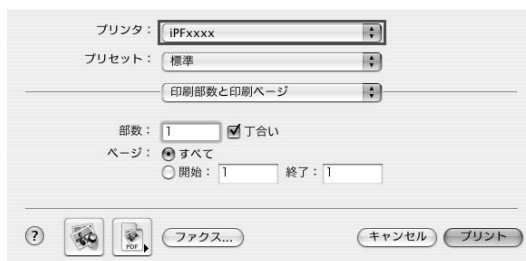 プリンタ： iPFxxxx
プリセット： 標準
印刷部数と印刷ページ
部数： 1 丁合い
ページ： すべて
開始： 1 終了： 1
? PDF ファクス... キャンセル プリント